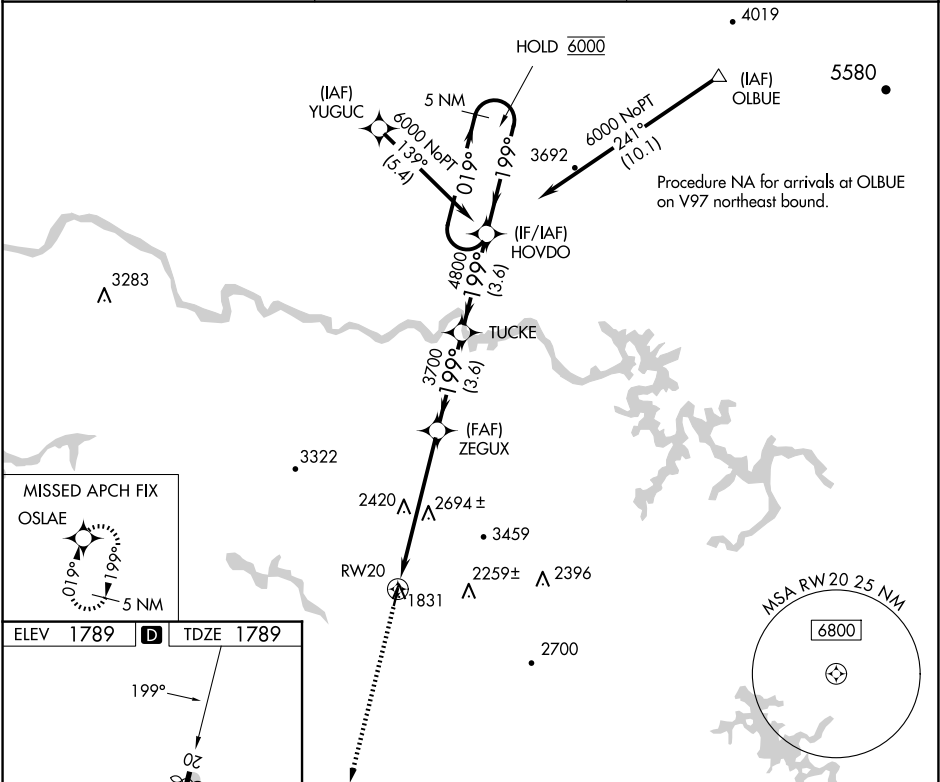 4019
HOLD 6000
(IAF)
YUGUC
5 NM
(IAF)
OLBUE
5580
6000 NoPT
139°
(5.4)
019°
199°
3692
6000 NoPT
241°
(10.1)
Procedure NA for arrivals at OLBUE
on V97 northeast bound.
(IF/IAF)
HOVDO
4800
199°
(3.6)
3283
TUCKE
3700
199°
(3.6)
(FAF)
ZEGUX
3322
MISSED APCH FIX
OSLAE
019°
199°
5 NM
2420
2694 ±
3459
RW20
1831
2259±
2396
2700
MSA RW20 25 NM
6800
ELEV 1789 D TDZE 1789
199°
20